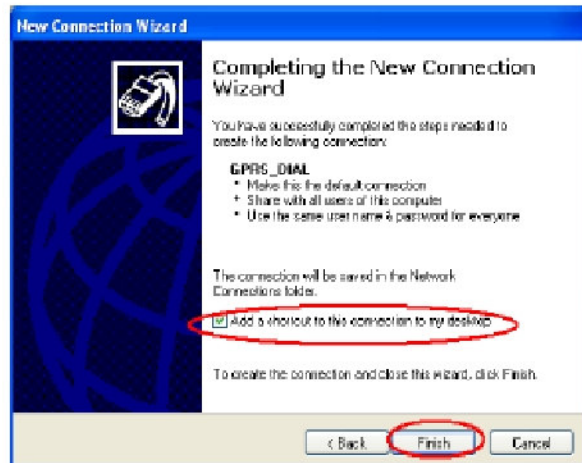 New Connection Wizard
Completing the New Connection
Wizard
You have successfully completed the steps needed to
create the following connection:
GPRS_DIAL
• Make this the default connection
• Share with all users of this computer
• Use the same user name & password for everyone
The connection will be saved in the Network
Connections folder.
Add a shortcut to this connection to my desktop
To create the connection and close this wizard, click Finish.
< Back
Finish
Cancel